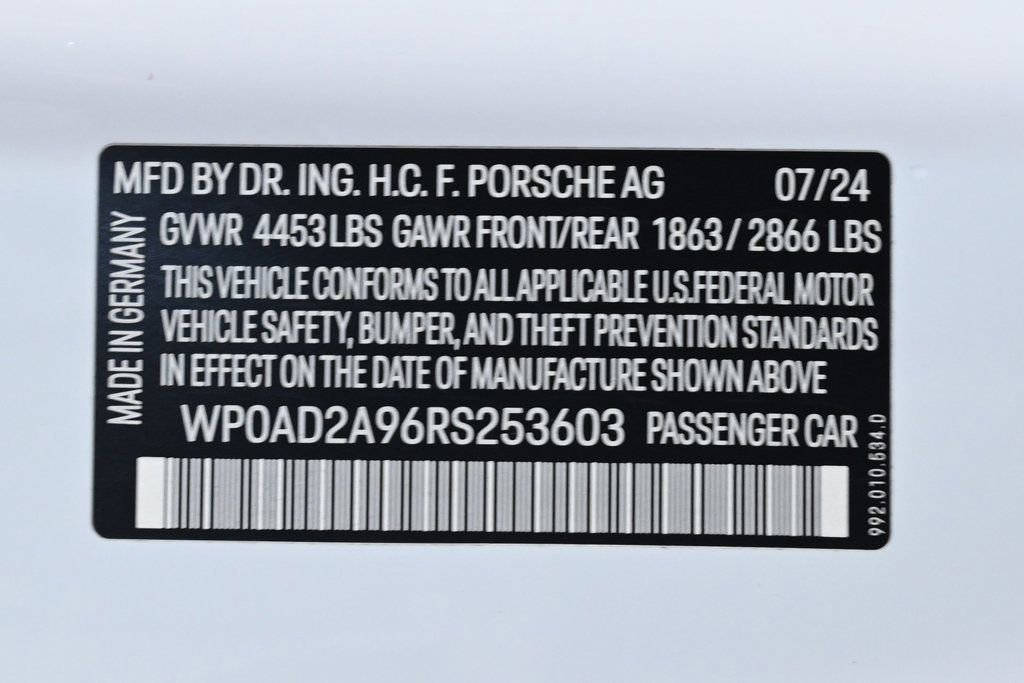 MFD BY DR. ING. H.C. F. PORSCHE AG 07/24
GVWR 4453 LBS GAWR FRONT/REAR 1863 / 2866 LBS
THIS VEHICLE CONFORMS TO ALL APPLICABLE U.S.FEDERAL MOTOR
VEHICLE SAFETY, BUMPER, AND THEFT PREVENTION STANDARDS
IN EFFECT ON THE DATE OF MANUFACTURE SHOWN ABOVE
WP0AD2A96RS253603 PASSENGER CAR
MADE IN GERMANY
992.010.534.D